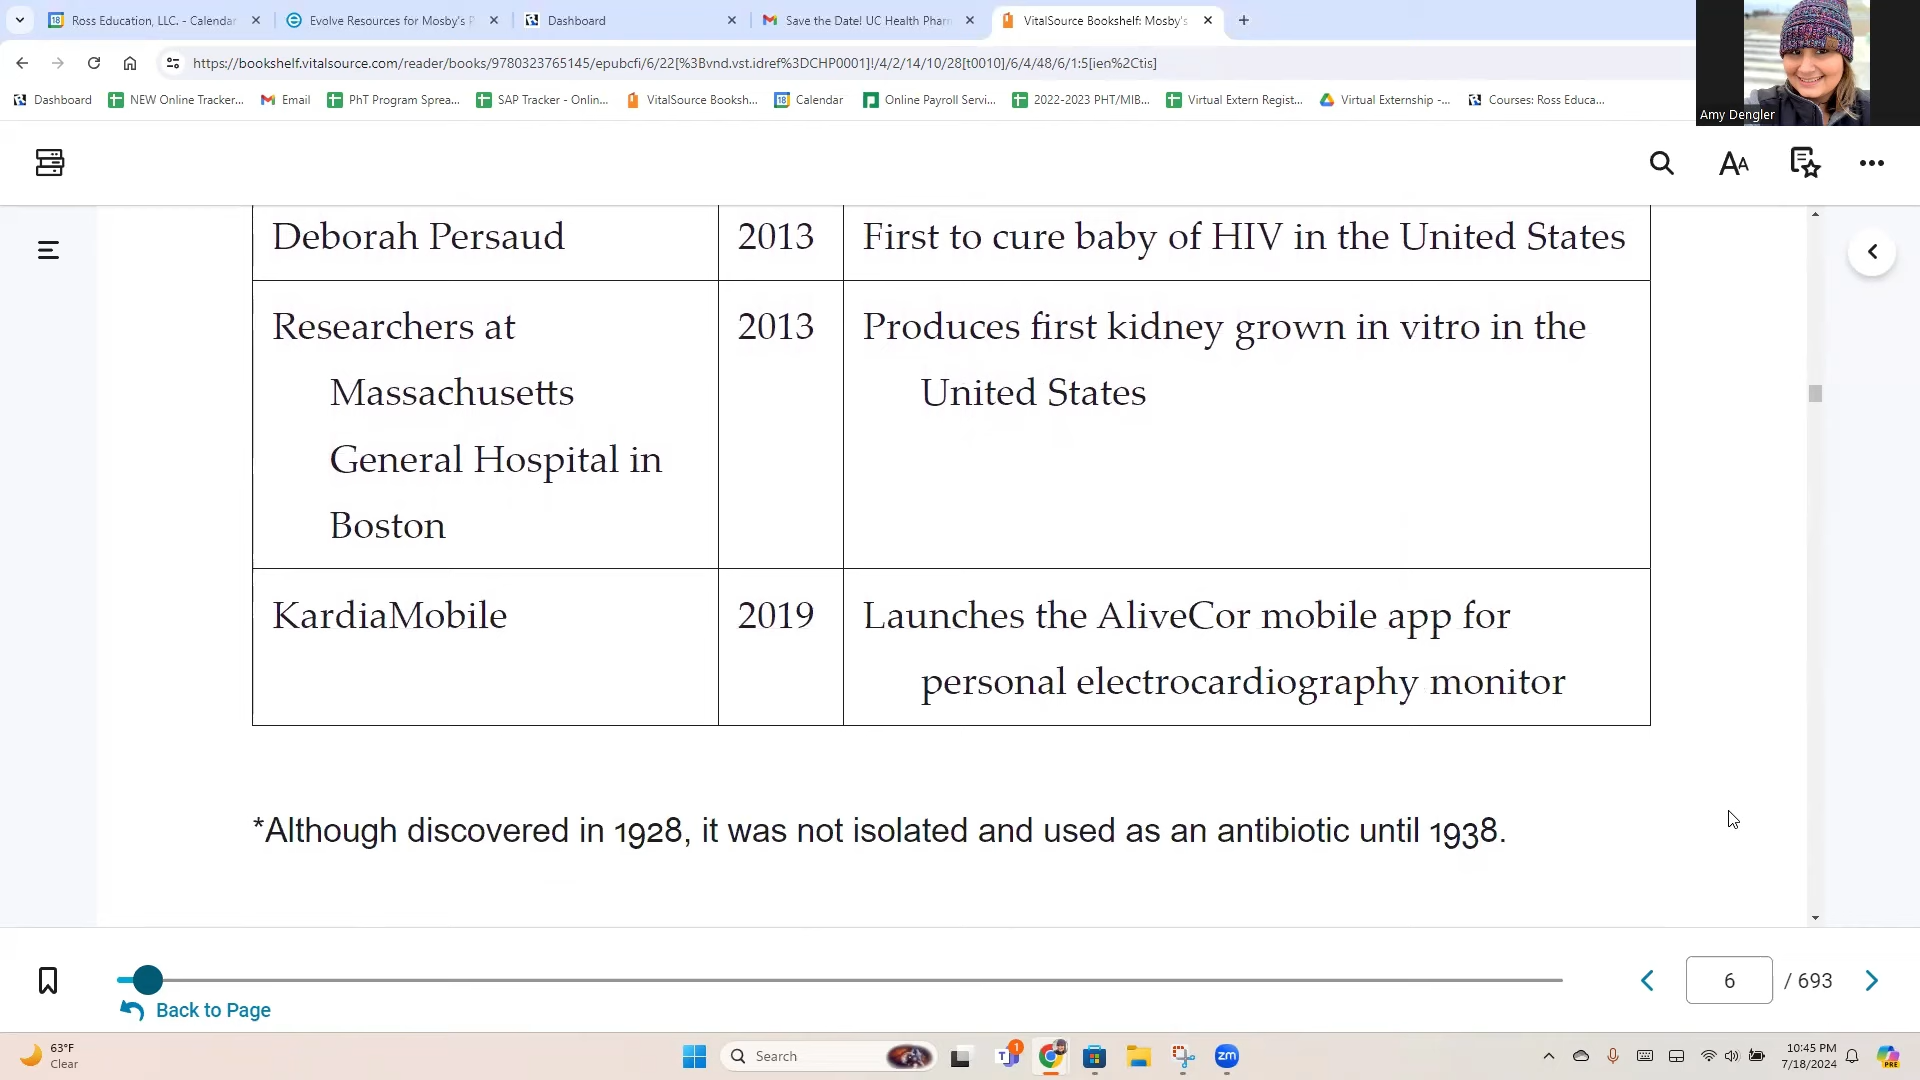 Ross Education, LLC. - Calendar
Evolve Resources for Mosby's P
Dashboard
Save the Date! UC Health Pharm
VitalSource Bookshelf: Mosby's
https://bookshelf.vitalsource.com/reader/books/9780323765145/epubcfi/6/22[%3Bvnd.vst.idref%3DCHP0001]!/4/2/14/10/28[t0010]/6/4/48/6/1:5[ien%2Ctis]
Dashboard
NEW Online Tracker...
Email
PhT Program Sprea...
SAP Tracker - Onlin...
VitalSource Booksh...
Calendar
Online Payroll Servi...
2022-2023 PHT/MIB...
Virtual Extern Regist...
Virtual Externship -...
Courses: Ross Educa...
Amy Dengler
AA
Deborah Persaud
2013
First to cure baby of HIV in the United States
Researchers at
Massachusetts
General Hospital in
Boston
2013
Produces first kidney grown in vitro in the
United States
KardiaMobile
2019
Launches the AliveCor mobile app for
personal electrocardiography monitor
*Although discovered in 1928, it was not isolated and used as an antibiotic until 1938.
6 / 693
Back to Page
63°F
Clear
Search
1
zm
10:45 PM
7/18/2024
PRE